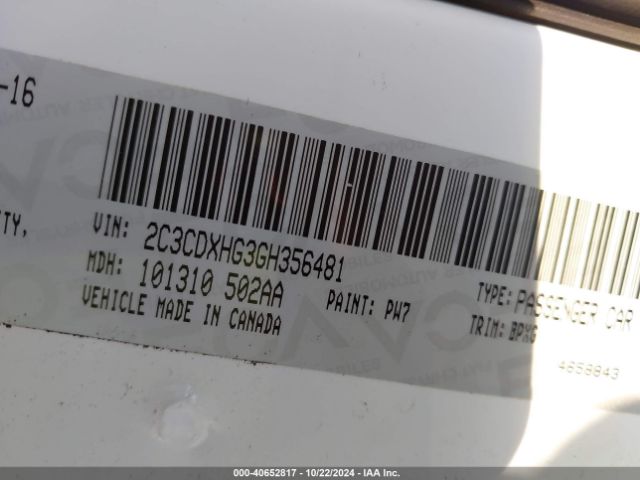 -16
ITY,
VIN: 2C3CDXHG3GH356481
MDH: 101310 502AA
VEHICLE MADE IN CANADA
PAINT: PW7
TYPE: PASSENGER CAR
TRIM: BPXG
4658843
000-40652817 - 10/22/2024 - IAA Inc.